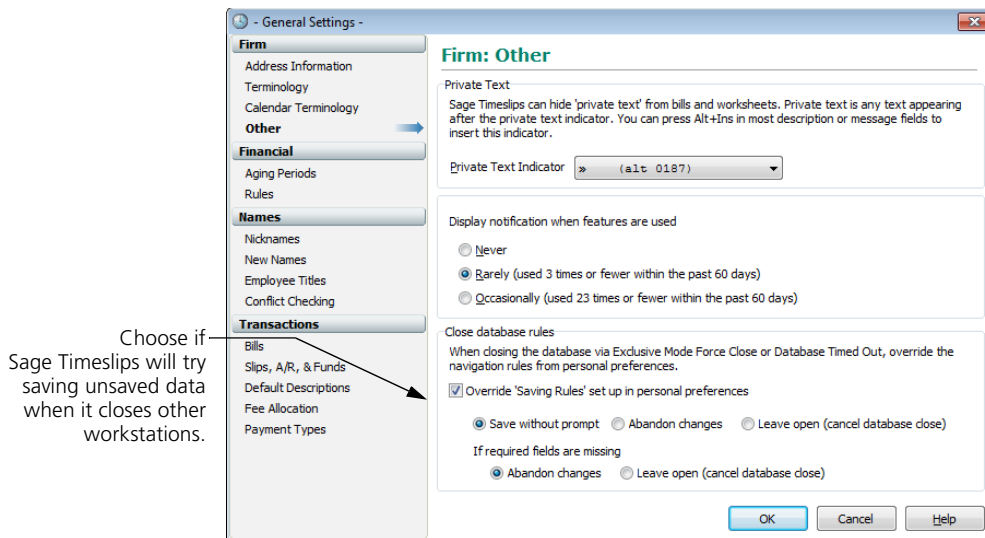 - General Settings -
Firm
Address Information
Terminology
Calendar Terminology
Other
Financial
Aging Periods
Rules
Names
Nicknames
New Names
Employee Titles
Conflict Checking
Transactions
Bills
Slips, A/R, & Funds
Default Descriptions
Fee Allocation
Payment Types
Firm: Other
Private Text
Sage Timeslips can hide 'private text' from bills and worksheets. Private text is any text appearing
after the private text indicator. You can press Alt+Ins in most description or message fields to
insert this indicator.
Private Text Indicator » (alt 0187)
Display notification when features are used
Never
Rarely (used 3 times or fewer within the past 60 days)
Occasionally (used 23 times or fewer within the past 60 days)
Close database rules
When closing the database via Exclusive Mode Force Close or Database Timed Out, override the
navigation rules from personal preferences.
Override 'Saving Rules' set up in personal preferences
Save without prompt Abandon changes Leave open (cancel database close)
If required fields are missing
Abandon changes Leave open (cancel database close)
OK Cancel Help
Choose if
Sage Timeslips will try
saving unsaved data
when it closes other
workstations.